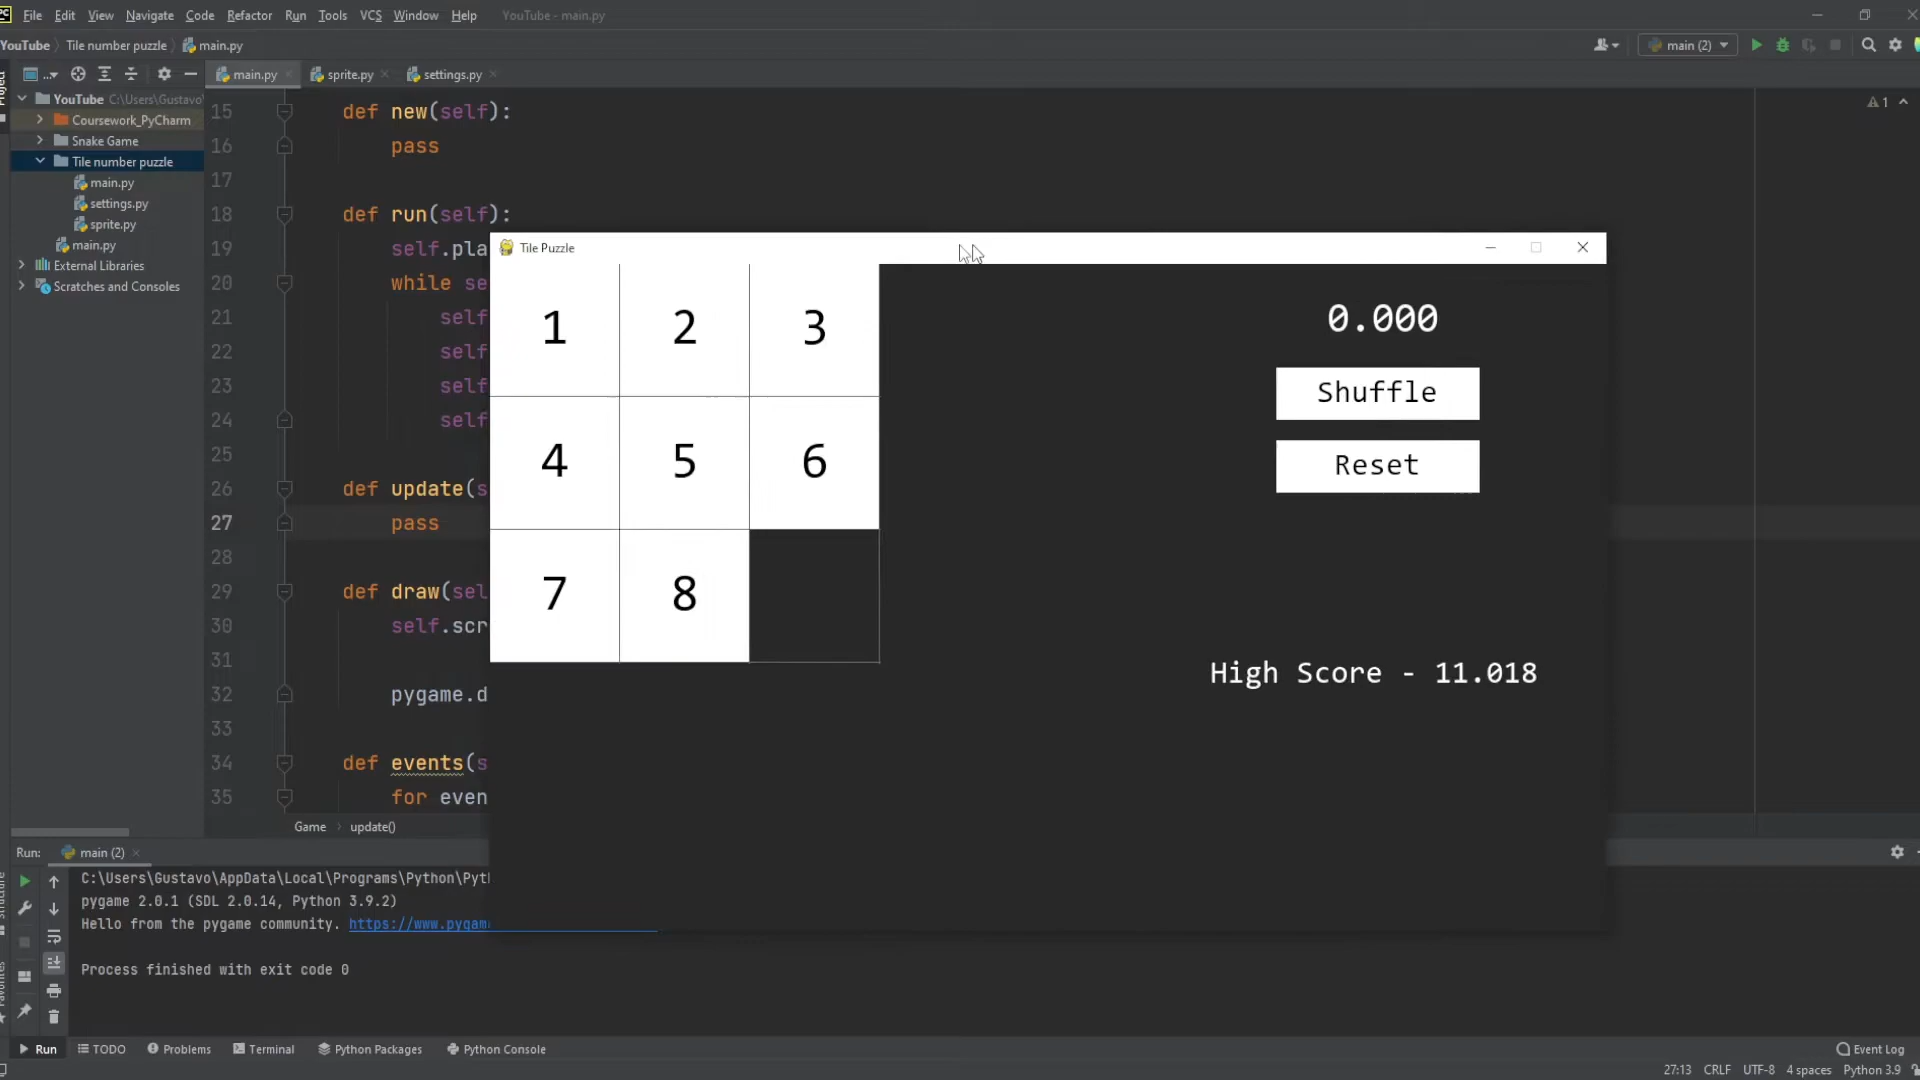 PC File Edit View Navigate Code Refactor Run Tools VCS Window Help YouTube - main.py
YouTube Tile number puzzle main.py
main (2)
Project
...
main.py
sprite.py
settings.py
YouTube C:\Users\Gustavo
Coursework_PyCharm
Snake Game
Tile number puzzle
main.py
settings.py
sprite.py
main.py
External Libraries
Scratches and Consoles
1
15 def new(self):
16 pass
17
18 def run(self):
19 self.pla
20 while se
21 self
22 self
23 self
24 self
25
26 def update(s
27 pass
28
29 def draw(sel
30 self.scr
31
32 pygame.d
33
34 def events(s
35 for even
Game update()
Tile Puzzle
1 2 3
4 5 6
7 8
0.000
Shuffle
Reset
High Score - 11.018
Run: main (2)
C:\Users\Gustavo\AppData\Local\Programs\Python\Pyt
pygame 2.0.1 (SDL 2.0.14, Python 3.9.2)
Hello from the pygame community. https://www.pygam
Process finished with exit code 0
Structure
Favorites
Run TODO Problems Terminal Python Packages Python Console Event Log
27:13 CRLF UTF-8 4 spaces Python 3.9